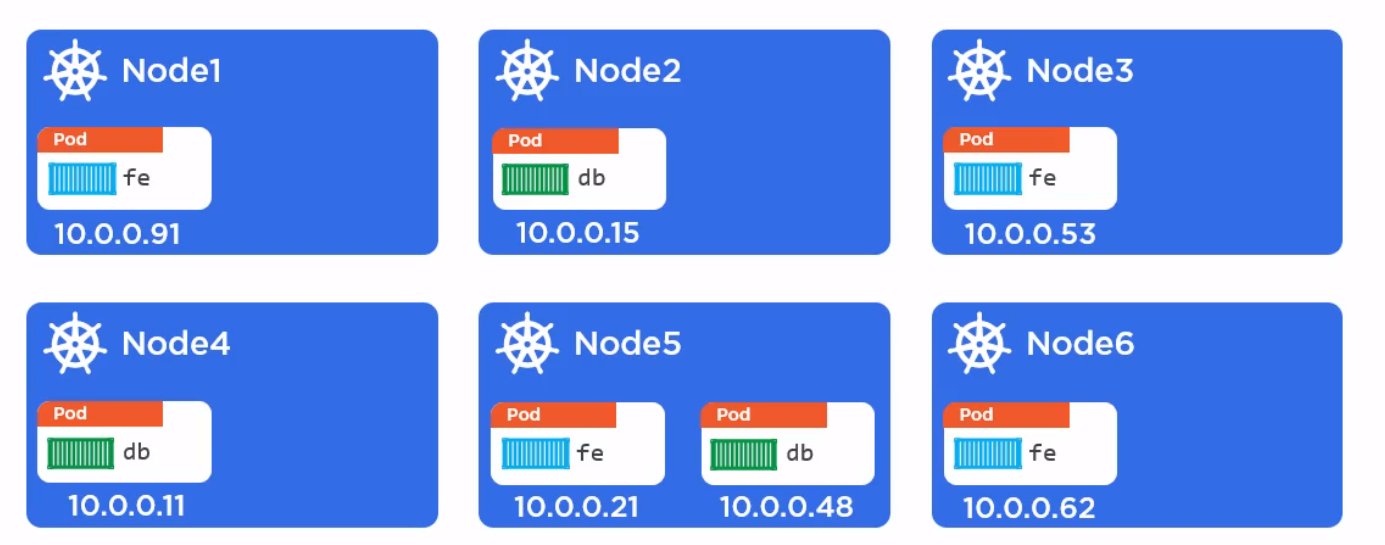 Node1
Pod
fe
10.0.0.91
Node2
Pod
db
10.0.0.15
Node3
Pod
fe
10.0.0.53
Node4
Pod
db
10.0.0.11
Node5
Pod
fe
10.0.0.21
Pod
db
10.0.0.48
Node6
Pod
fe
10.0.0.62